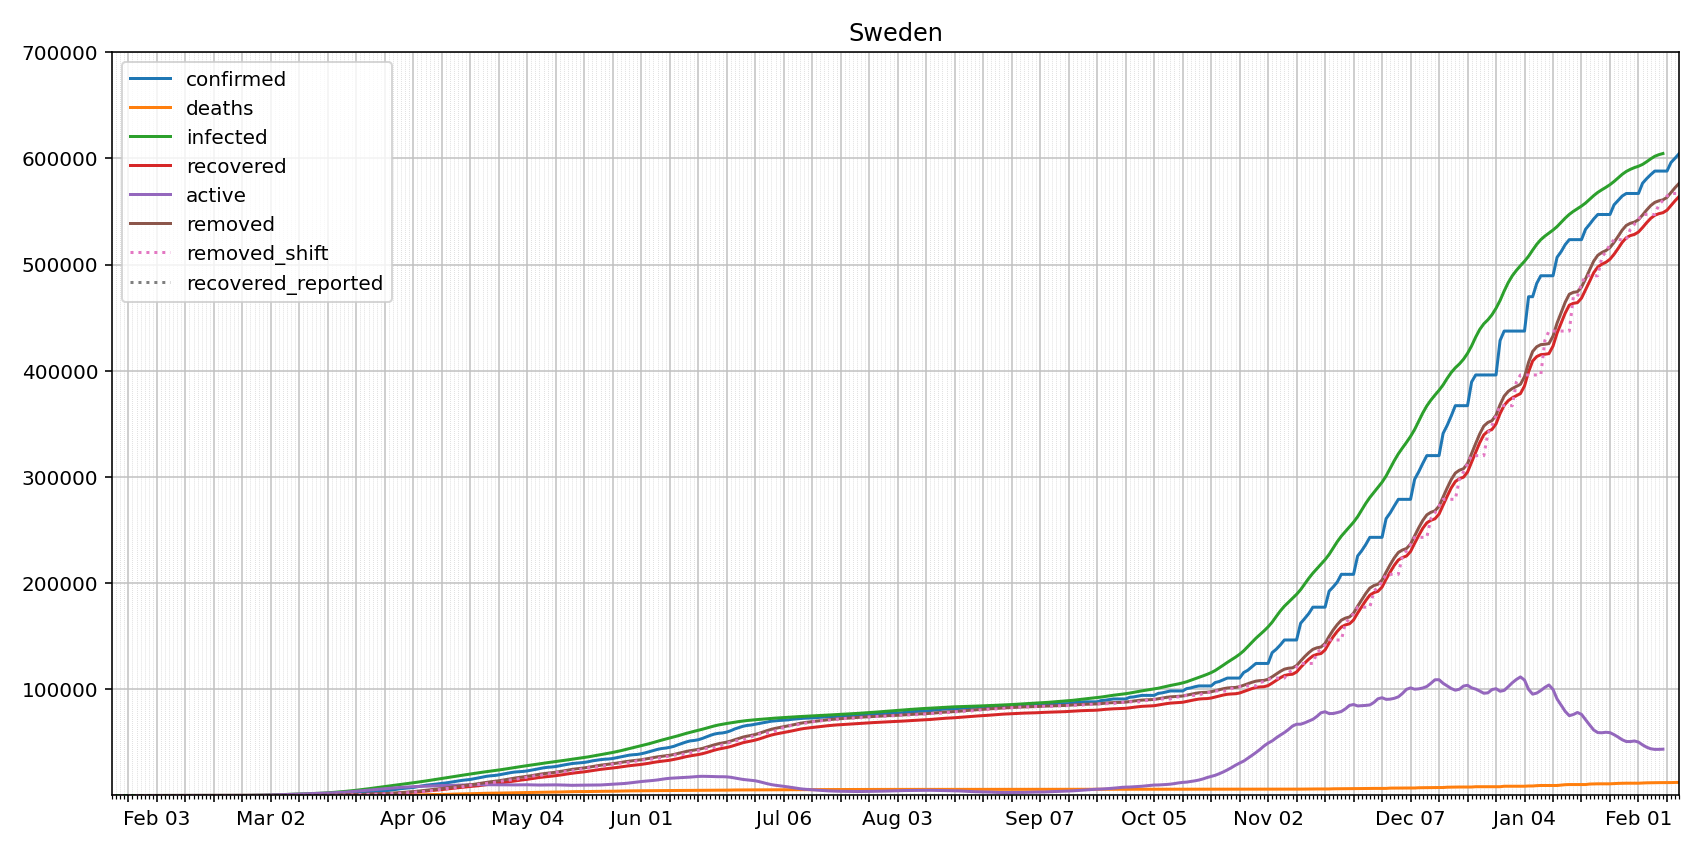 Sweden
700000
600000
500000
400000
300000
200000
100000
confirmed
deaths
infected
recovered
active
removed
removed_shift
recovered_reported
Feb 03 Mar 02 Apr 06 May 04 Jun 01 Jul 06 Aug 03 Sep 07 Oct 05 Nov 02 Dec 07 Jan 04 Feb 01